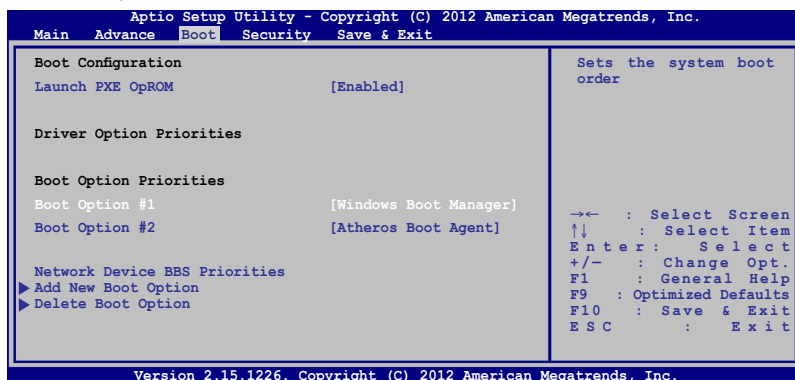 Aptio Setup Utility - Copyright (C) 2012 American Megatrends, Inc.
Main Advance Boot Security Save & Exit
Boot Configuration
Launch PXE OpROM [Enabled]
Driver Option Priorities
Boot Option Priorities
Boot Option #1 [Windows Boot Manager]
Boot Option #2 [Atheros Boot Agent]
Network Device BBS Priorities
Add New Boot Option
Delete Boot Option
Sets the system boot
order
→← : Select Screen
↑↓ : Select Item
Enter: Select
+/— : Change Opt.
F1 : General Help
F9 : Optimized Defaults
F10 : Save & Exit
ESC : Exit
Version 2.15.1226. Copyright (C) 2012 American Megatrends, Inc.